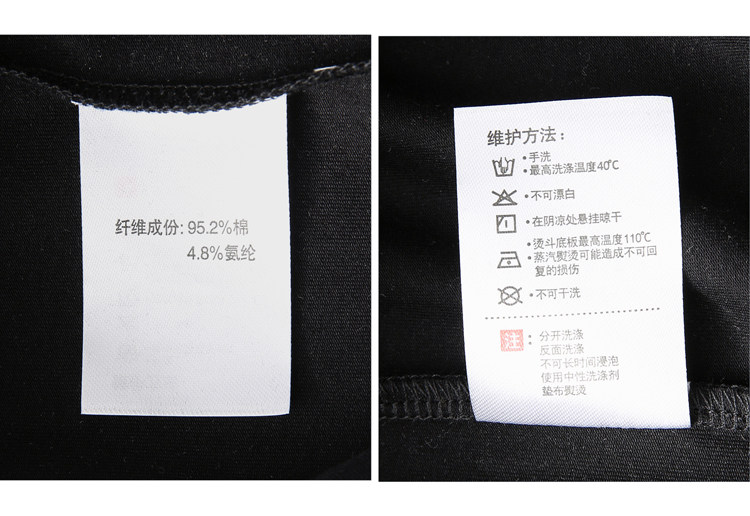 纤维成份: 95.2%棉
4.8%氨纶
维护方法:
·手洗
·最高洗涤温度40℃
·不可漂白
·在阴凉处悬挂晾干
·熨斗底板最高温度110℃
·蒸汽熨烫可能造成不可回
复的损伤
·不可干洗
注: 分开洗涤
反面洗涤
不可长时间浸泡
使用中性洗涤剂
垫布熨烫